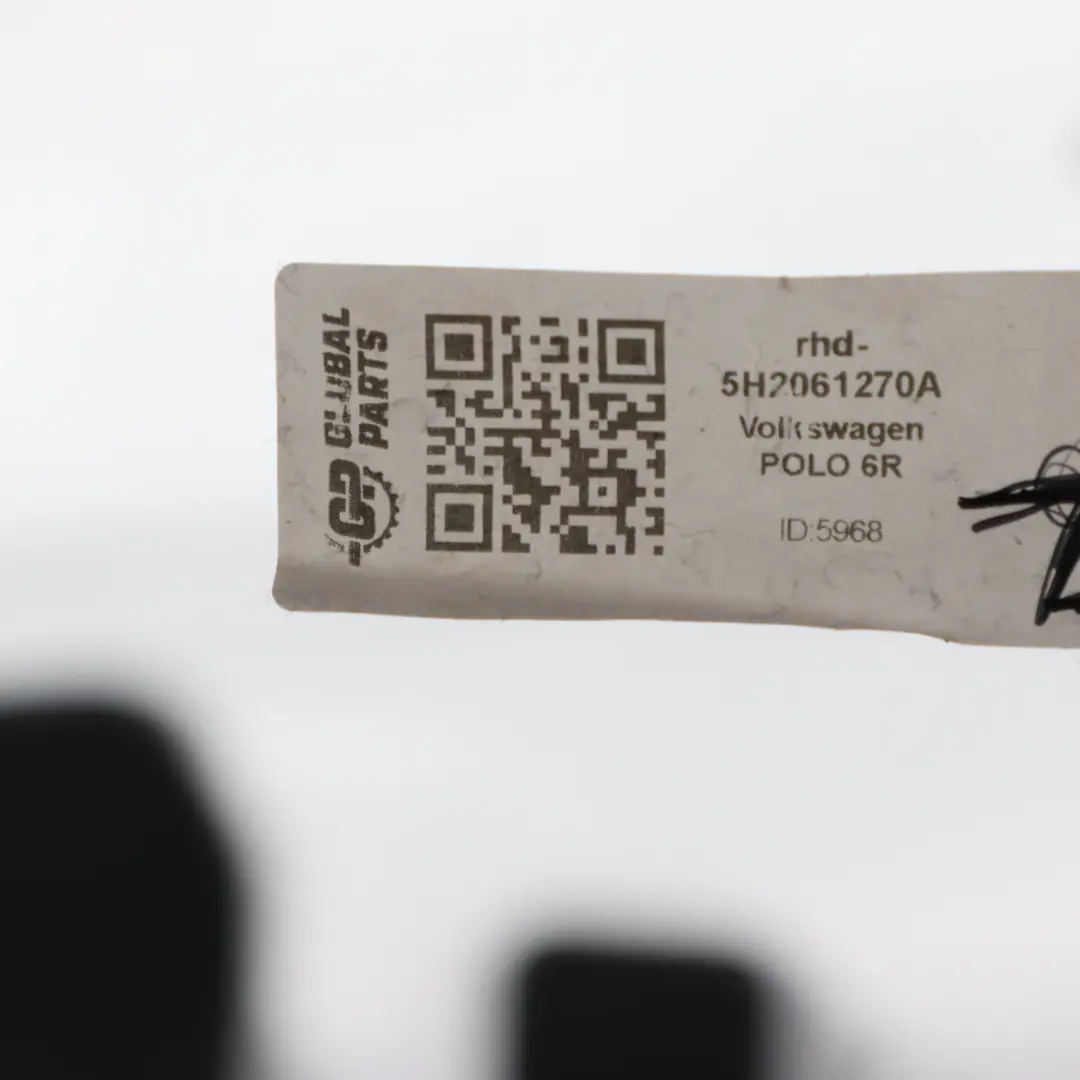 GLOBAL
PARTS
rhd-
5H2061270A
Volkswagen
POLO 6R
ID:5968